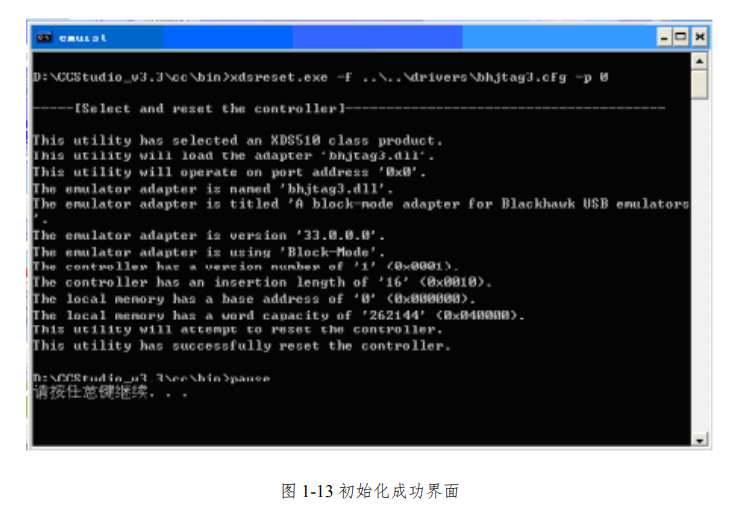 emurst
D:\CCStudio_v3.3\cc\bin>xdsreset.exe -f ..\..\drivers\bhjtag3.cfg -p 0
-----[Select and reset the controller]----------------------------------------
This utility has selected an XDS510 class product.
This utility will load the adapter 'bhjtag3.dll'.
This utility will operate on port address '0x0'.
The emulator adapter is named 'bhjtag3.dll'.
The emulator adapter is titled 'A block-mode adapter for Blackhawk USB emulators
'.
The emulator adapter is version '33.0.0.0'.
The emulator adapter is using 'Block-Mode'.
The controller has a version number of '1' (0x0001).
The controller has an insertion length of '16' (0x0010).
The local memory has a base address of '0' (0x000000).
The local memory has a word capacity of '262144' (0x040000).
This utility will attempt to reset the controller.
This utility has successfully reset the controller.
D:\CCStudio_v3.3\cc\bin>pause
请按任意键继续. . .
图 1-13 初始化成功界面